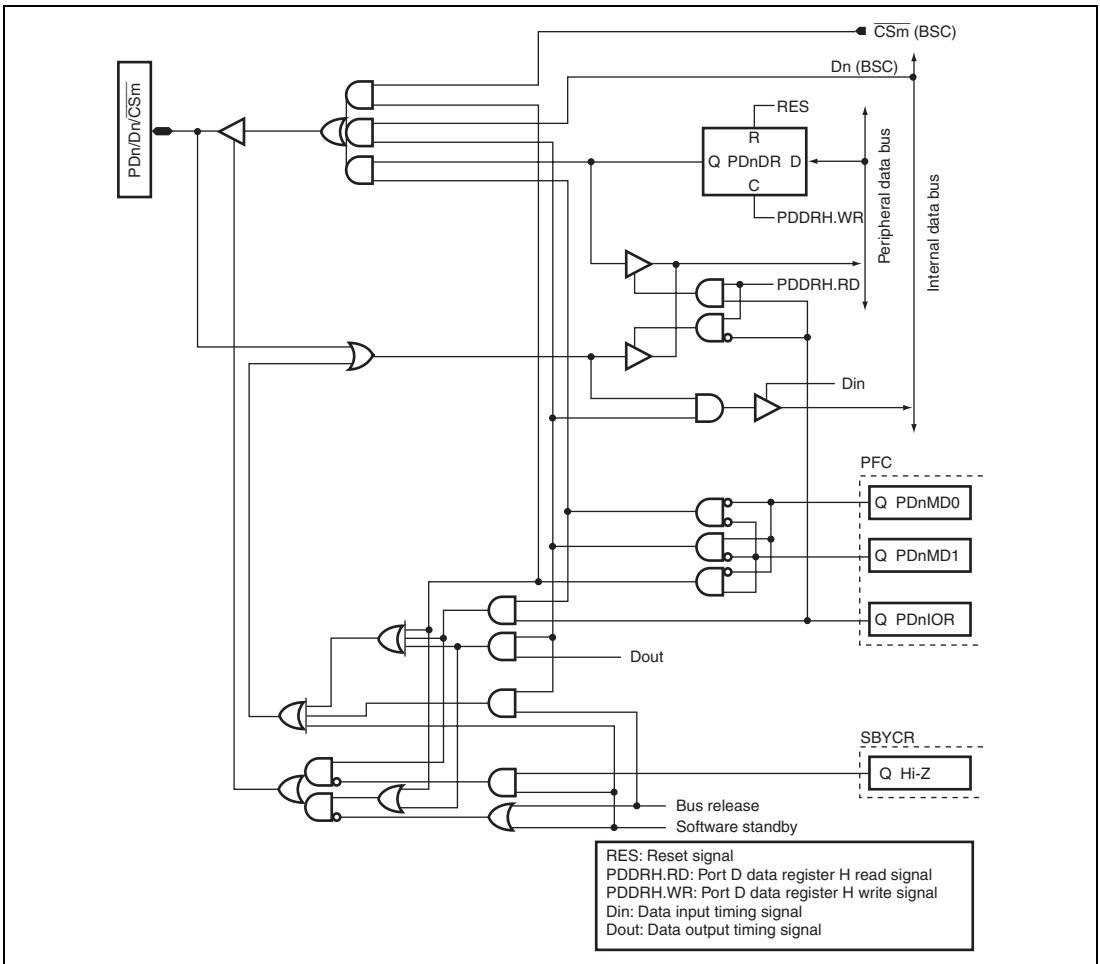 CSm (BSC)
Dn (BSC)
PDn/Dn/CSm
RES
R
Q PDnDR D
C
PDDRH.WR
Peripheral data bus
Internal data bus
PDDRH.RD
Din
PFC
Q PDnMD0
Q PDnMD1
Q PDnIOR
Dout
SBYCR
Q Hi-Z
Bus release
Software standby
RES: Reset signal
PDDRH.RD: Port D data register H read signal
PDDRH.WR: Port D data register H write signal
Din: Data input timing signal
Dout: Data output timing signal